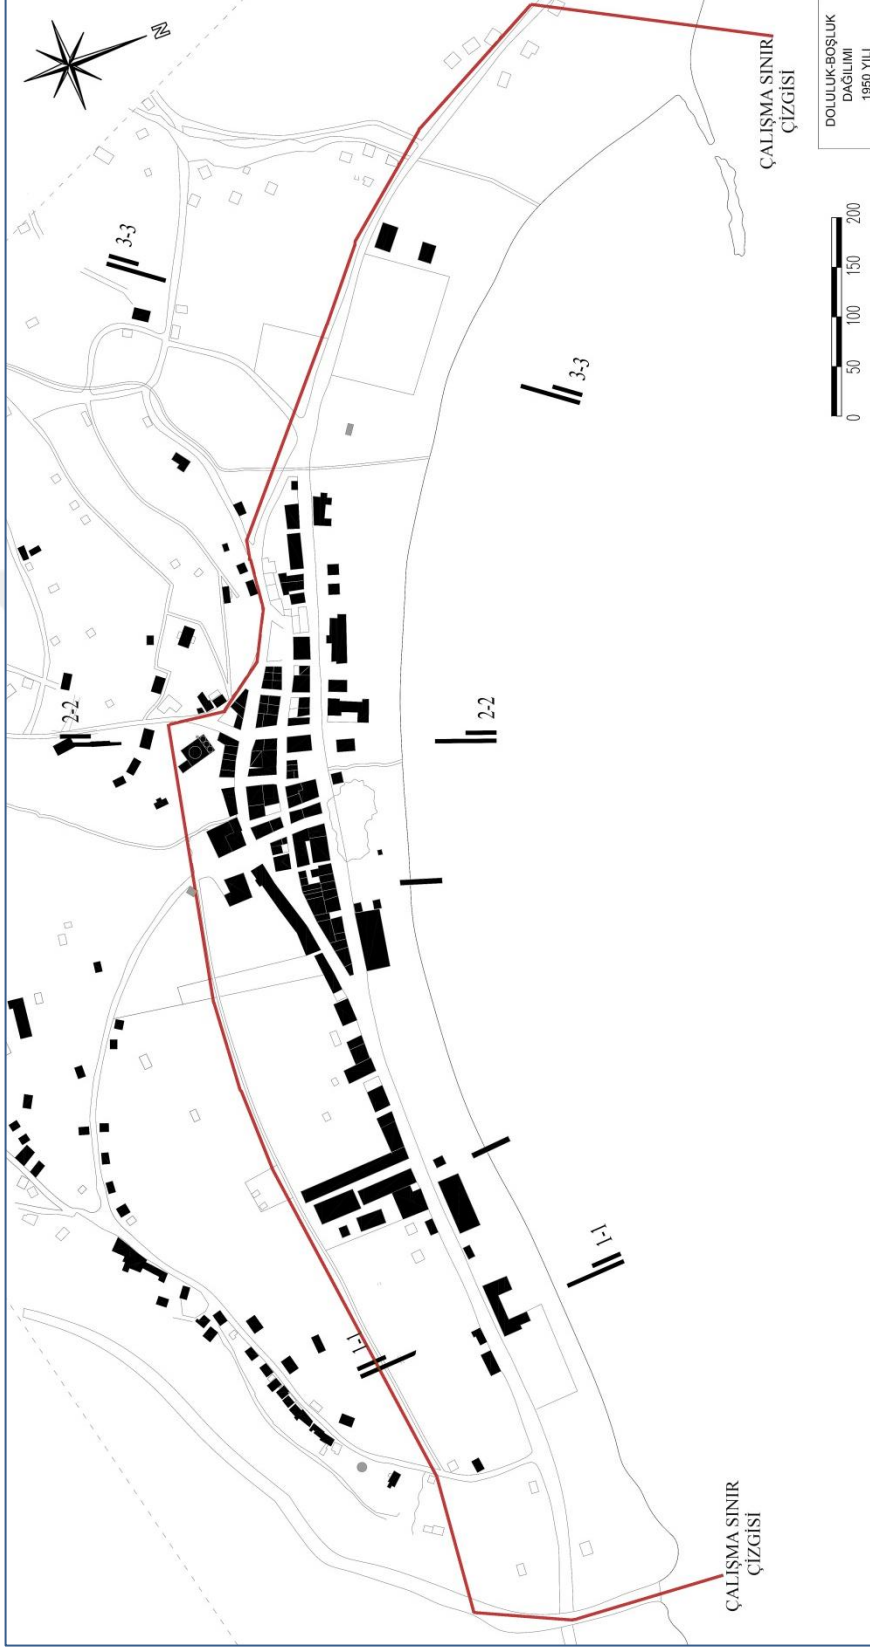 N
3-3
2-2
1-1
3-3
2-2
1-1
ÇALIŞMA SINIR
ÇİZGİSİ
ÇALIŞMA SINIR
ÇİZGİSİ
0 50 100 150 200
DOLULUK-BOŞLUK
DAĞILIMI
1950 YILI